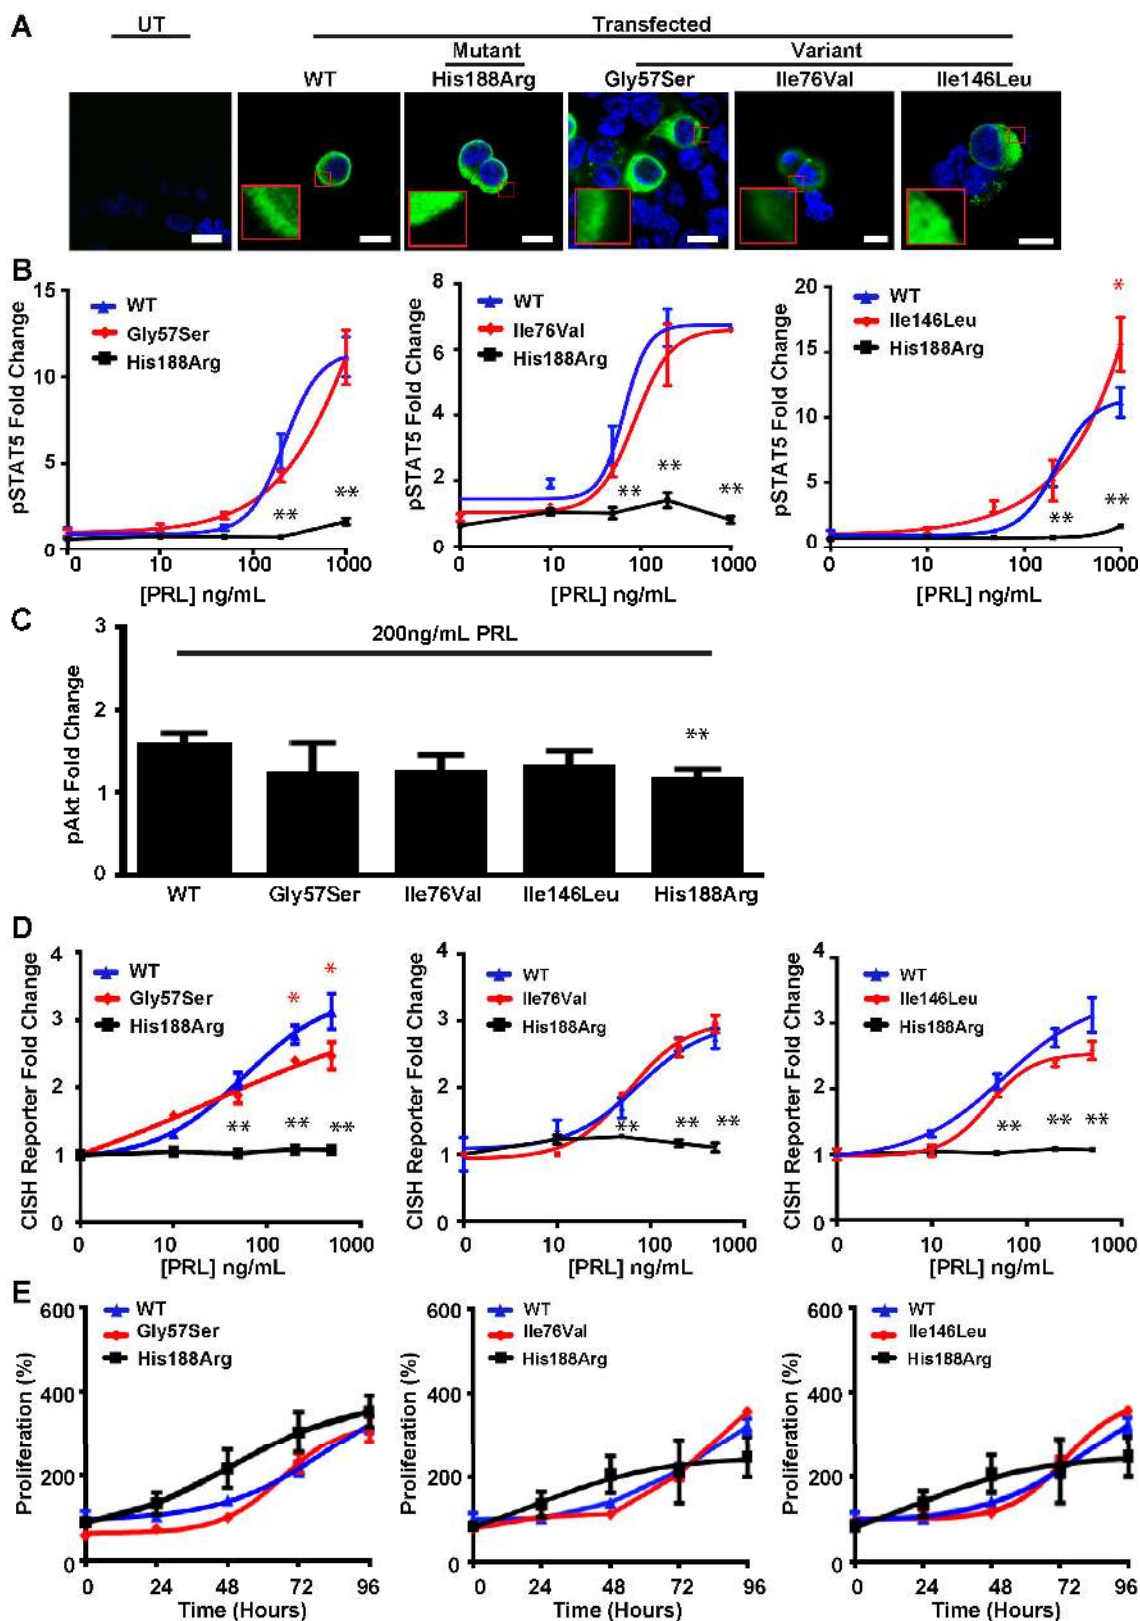 A
UT
Transfected
Mutant
Variant
WT
His188Arg
Gly57Ser
Ile76Val
Ile146Leu
B
pSTAT5 Fold Change
15
10
5
0
WT
Gly57Ser
His188Arg
**
**
0
10
100
1000
[PRL] ng/mL
pSTAT5 Fold Change
8
6
4
2
0
WT
Ile76Val
His188Arg
**
**
**
0
10
100
1000
[PRL] ng/mL
pSTAT5 Fold Change
20
15
10
5
0
WT
Ile146Leu
His188Arg
*
**
**
0
10
100
1000
[PRL] ng/mL
C
pAkt Fold Change
3
2
1
0
200ng/mL PRL
**
WT
Gly57Ser
Ile76Val
Ile146Leu
His188Arg
D
CISH Reporter Fold Change
4
3
2
1
0
WT
Gly57Ser
His188Arg
*
*
**
**
**
0
10
100
1000
[PRL] ng/mL
CISH Reporter Fold Change
4
3
2
1
0
WT
Ile76Val
His188Arg
**
**
**
0
10
100
1000
[PRL] ng/mL
CISH Reporter Fold Change
4
3
2
1
0
WT
Ile146Leu
His188Arg
**
**
**
0
10
100
1000
[PRL] ng/mL
E
Proliferation (%)
600
400
200
0
WT
Gly57Ser
His188Arg
0
24
48
72
96
Time (Hours)
Proliferation (%)
600
400
200
0
WT
Ile76Val
His188Arg
0
24
48
72
96
Time (Hours)
Proliferation (%)
600
400
200
0
WT
Ile146Leu
His188Arg
0
24
48
72
96
Time (Hours)